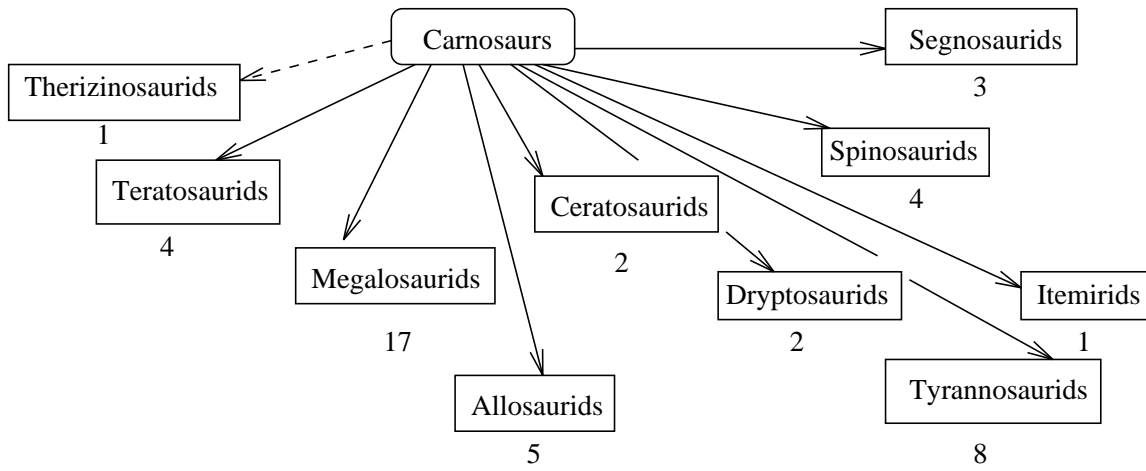 Carnosaurs
Segnosaurids
3
Therizinosaurids
1
Spinosaurids
4
Teratosaurids
4
Ceratosaurids
2
Megalosaurids
17
Dryptosaurids
2
Itemirids
1
Allosaurids
5
Tyrannosaurids
8